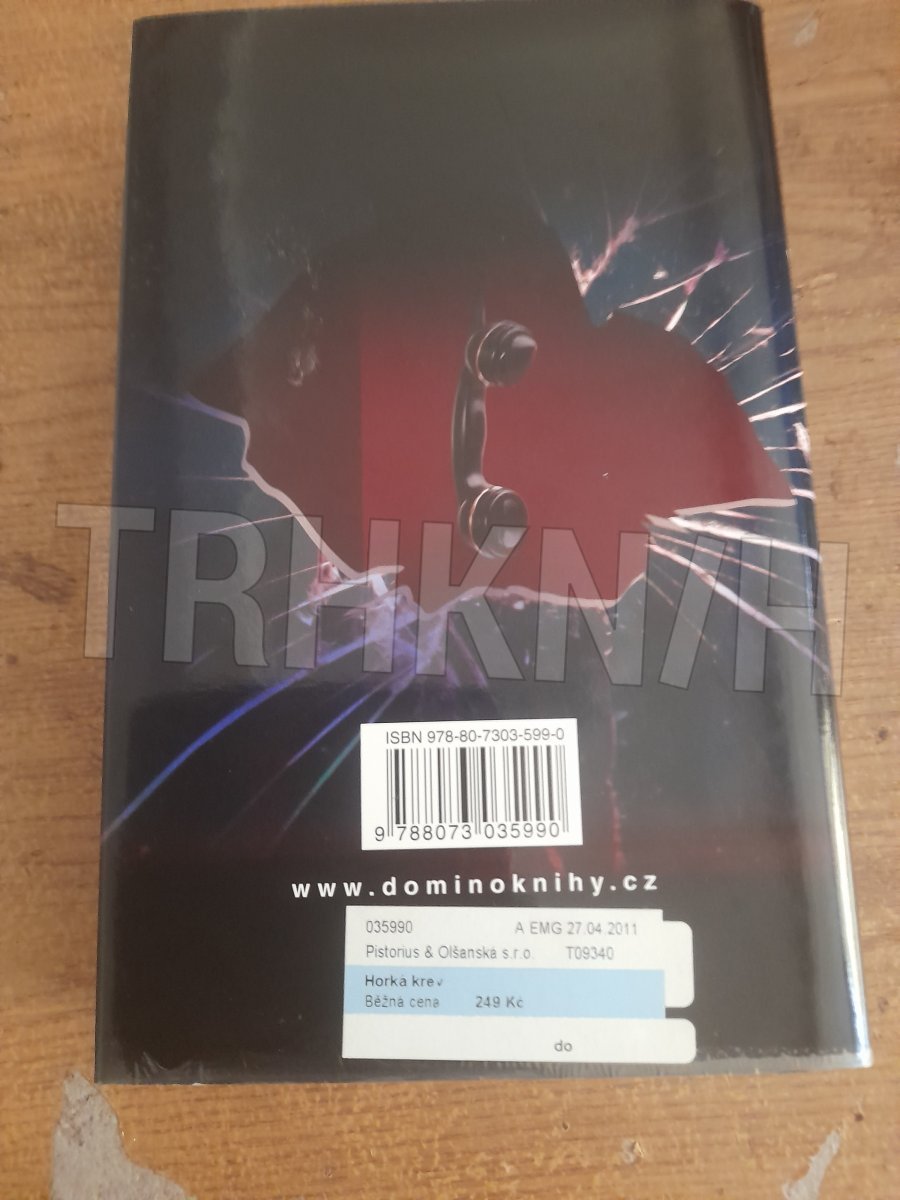 TRHKNIH
ISBN 978-80-7303-599-0
9 788073 035990
www.dominoknihy.cz
035990 A EMG 27.04.2011
Pistorius & Olšanská s.r.o. T09340
Horká krev
Běžná cena 249 Kč
do